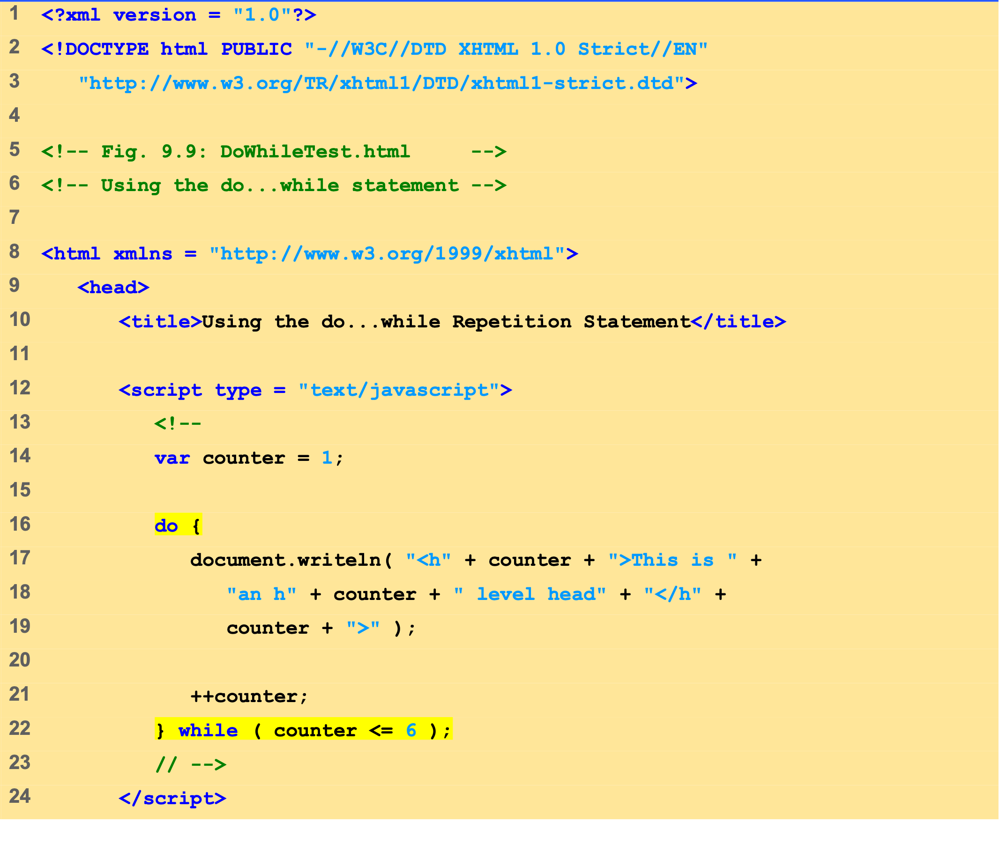 1 <?xml version = "1.0"?>
2 <!DOCTYPE html PUBLIC "-//W3C//DTD XHTML 1.0 Strict//EN"
3    "http://www.w3.org/TR/xhtml1/DTD/xhtml1-strict.dtd">
4
5 <!-- Fig. 9.9: DoWhileTest.html     -->
6 <!-- Using the do...while statement -->
7
8 <html xmlns = "http://www.w3.org/1999/xhtml">
9    <head>
10       <title>Using the do...while Repetition Statement</title>
11
12       <script type = "text/javascript">
13          <!--
14          var counter = 1;
15
16          do {
17             document.writeln( "<h" + counter + ">This is " +
18                "an h" + counter + " level head" + "</h" +
19                counter + ">" );
20
21             ++counter;
22          } while ( counter <= 6 );
23          // -->
24       </script>